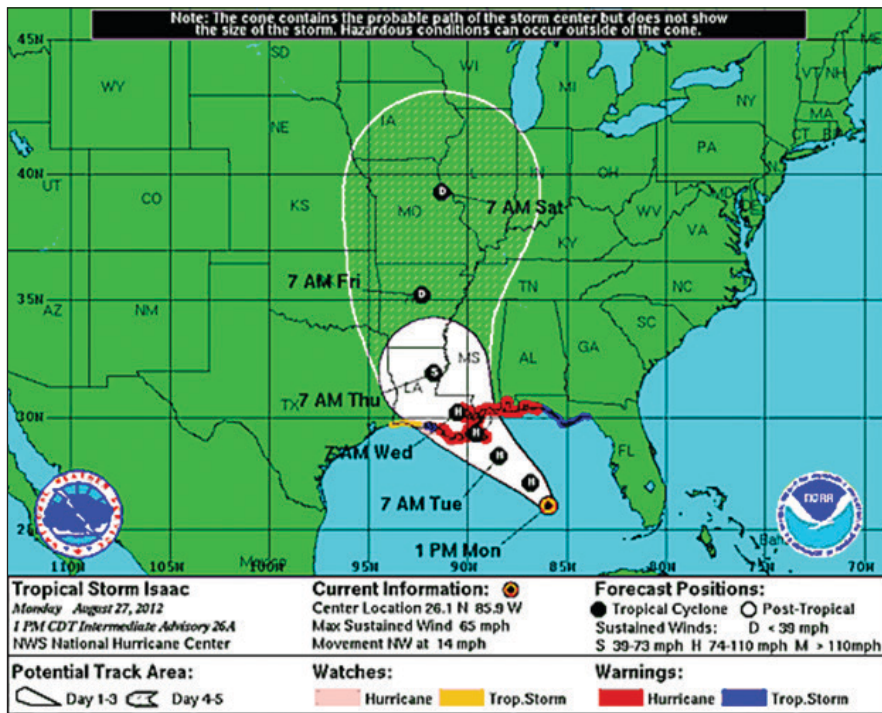 Note: The cone contains the probable path of the storm center but does not show
the size of the storm. Hazardous conditions can occur outside of the cone.
45N
SD
WI
ME
WY
MI
VT NH
NY
MA
IA
NE
CT
40N
PA
IN
OH
NJ
UT
CO
D
MD
DE
KS
MO
7 AM Sat
WV
VA
KY
7 AM Fri
D
TN
NC
35N
AZ
NM
SC
MS
AL
GA
S
LA
7 AM Thu
TX
30N
H
H
7 AM Wed
H
FL
7 AM Tue
H
NOAA
1 PM Mon
110W
105W
100W
95W
90W
85W
80W
75W
70W
Tropical Storm Isaac
Monday August 27, 2012
1 PM CDT Intermediate Advisory 26A
NWS National Hurricane Center
Current Information:
Center Location 26.1 N 85.9 W
Max Sustained Wind 65 mph
Movement NW at 14 mph
Forecast Positions:
Tropical Cyclone Post-Tropical
Sustained Winds: D < 39 mph
S 39-73 mph H 74-110 mph M > 110mph
Potential Track Area:
Day 1-3 Day 4-5
Watches:
Hurricane Trop.Storm
Warnings:
Hurricane Trop.Storm